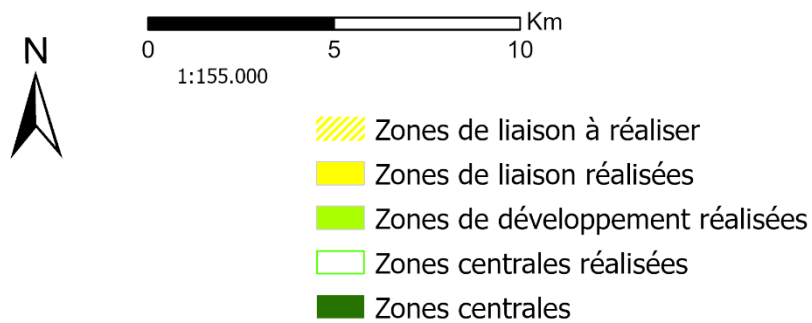 Km
N
0 5 10
1:155.000
Zones de liaison à réaliser
Zones de liaison réalisées
Zones de développement réalisées
Zones centrales réalisées
Zones centrales